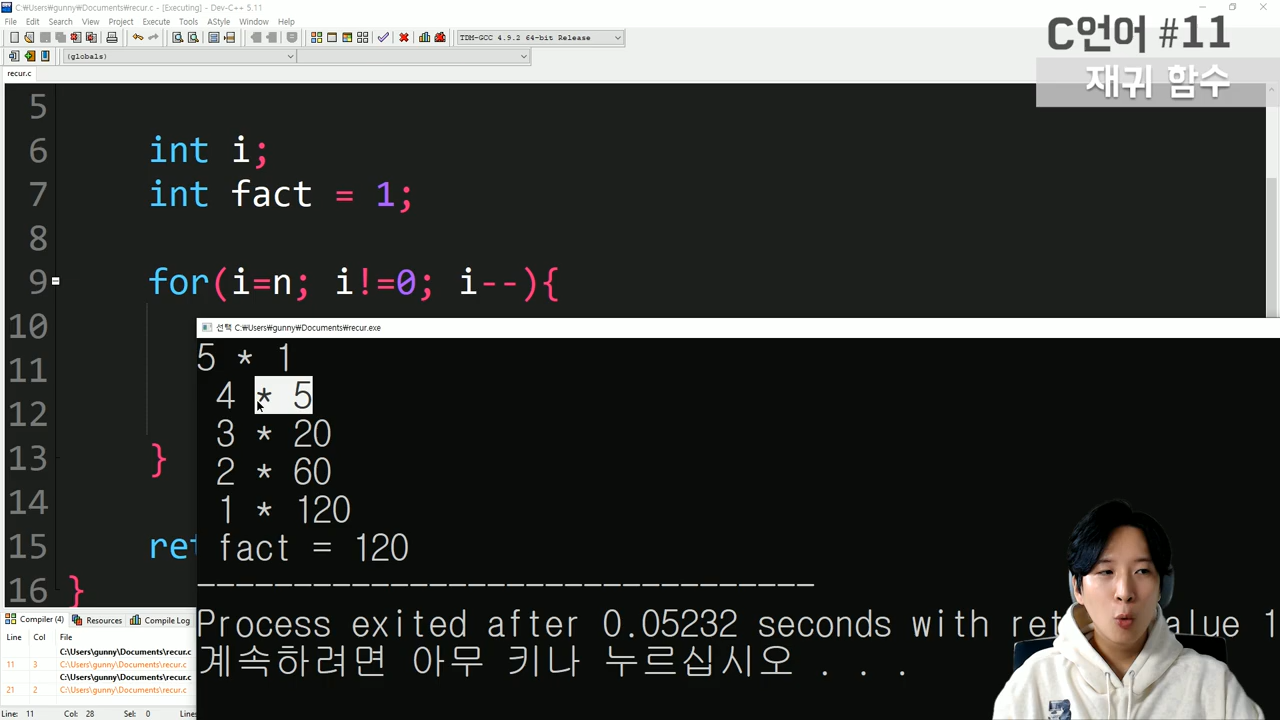 C:￦Users￦gunny￦Documents￦recur.c - [Executing] - Dev-C++ 5.11
File Edit Search View Project Execute Tools AStyle Window Help
TDM-GCC 4.9.2 64-bit Release
(globals)
recur.c
C언어 #11
재귀 함수
5
6 int i;
7 int fact = 1;
8
9 for(i=n; i!=0; i--){
10
11
12
13 }
14
15 ret
16 }
선택 C:￦Users￦gunny￦Documents￦recur.exe
5 * 1
4 * 5
3 * 20
2 * 60
1 * 120
fact = 120
--------------------------------
Process exited after 0.05232 seconds with ret alue 1
계속하려면 아무 키나 누르십시오 . . .
Compiler (4) Resources Compile Log
Line Col File
C:￦Users￦gunny￦Documents￦recur.c
11 3 C:￦Users￦gunny￦Documents￦recur.c
C:￦Users￦gunny￦Documents￦recur.c
21 2 C:￦Users￦gunny￦Documents￦recur.c
Line: 11 Col: 28 Sel: 0 Lines